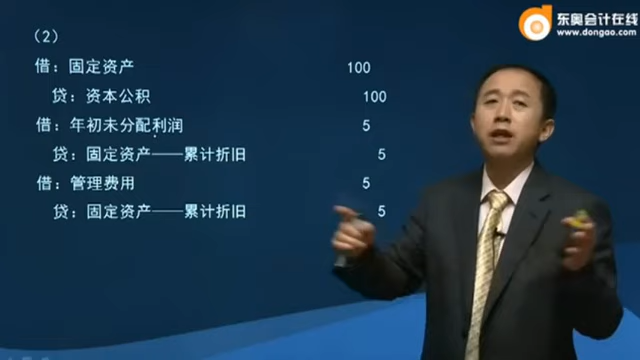 东奥会计在线
www.dongao.com
（2）
借：固定资产 100
贷：资本公积 100
借：年初未分配利润 5
贷：固定资产——累计折旧 5
借：管理费用 5
贷：固定资产——累计折旧 5